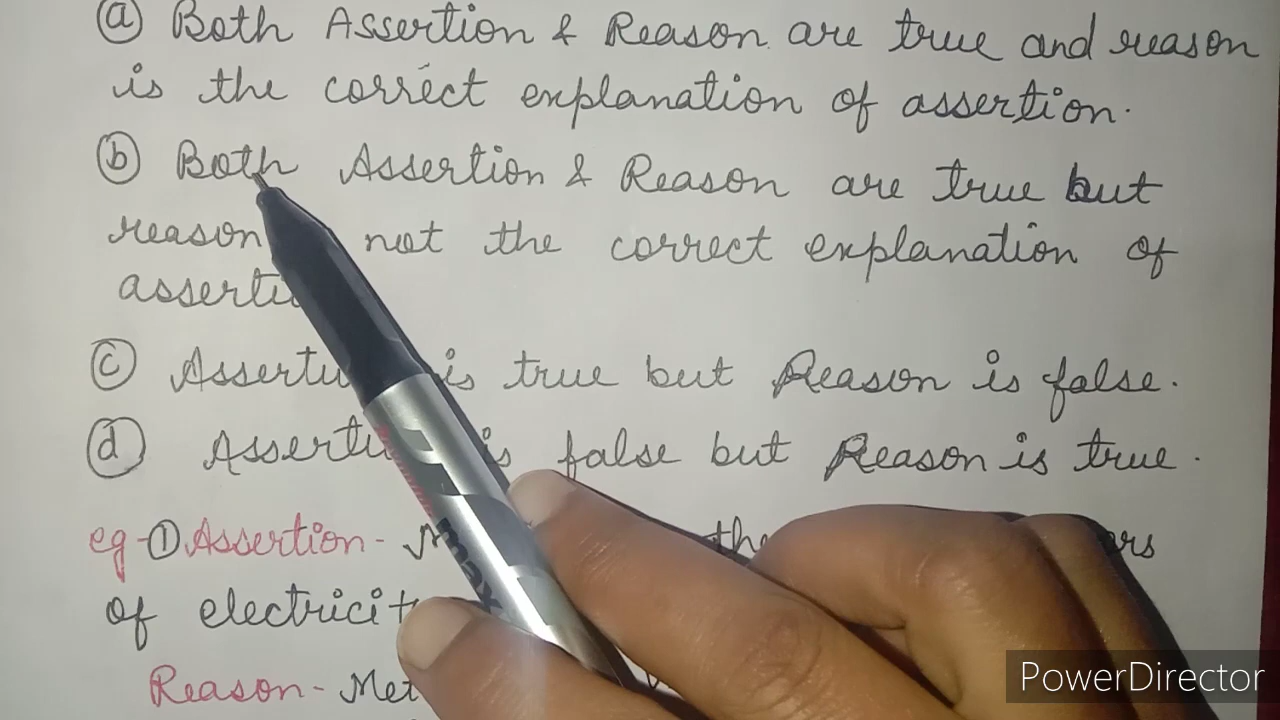 ⓐ Both Assertion & Reason are true and reason
is the correct explanation of assertion.
ⓑ Both Assertion & Reason are true but
reason not the correct explanation of
ⓒ is true but Reason is false.
ⓓ is false but Reason is true.
eg-① Assertion-
of
Reason-
max
PowerDirector